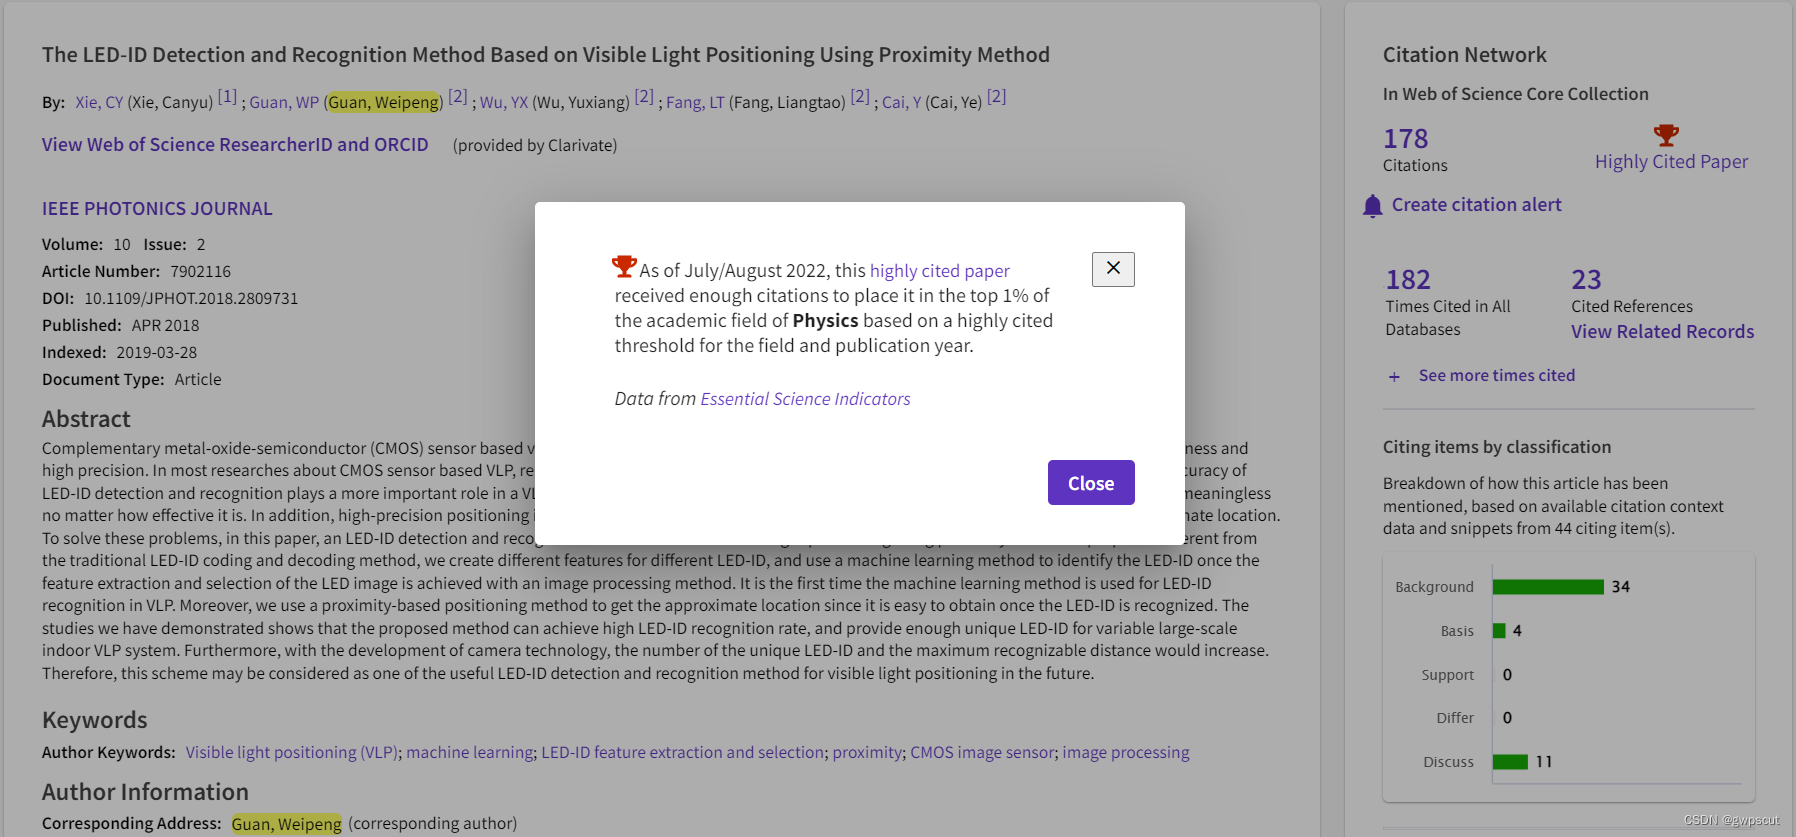 The LED-ID Detection and Recognition Method Based on Visible Light Positioning Using Proximity Method
By: Xie, CY (Xie, Canyu) [1] ; Guan, WP (Guan, Weipeng) [2] ; Wu, YX (Wu, Yuxiang) [2] ; Fang, LT (Fang, Liangtao) [2] ; Cai, Y (Cai, Ye) [2]
View Web of Science ResearcherID and ORCID (provided by Clarivate)
IEEE PHOTONICS JOURNAL
Volume: 10 Issue: 2
Article Number: 7902116
DOI: 10.1109/JPHOT.2018.2809731
Published: APR 2018
Indexed: 2019-03-28
Document Type: Article
Abstract
Complementary metal-oxide-semiconductor (CMOS) sensor based v ness and
high precision. In most researches about CMOS sensor based VLP, re curacy of
LED-ID detection and recognition plays a more important role in a VL meaningless
no matter how effective it is. In addition, high-precision positioning i nate location.
To solve these problems, in this paper, an LED-ID detection and recog erent from
the traditional LED-ID coding and decoding method, we create different features for different LED-ID, and use a machine learning method to identify the LED-ID once the
feature extraction and selection of the LED image is achieved with an image processing method. It is the first time the machine learning method is used for LED-ID
recognition in VLP. Moreover, we use a proximity-based positioning method to get the approximate location since it is easy to obtain once the LED-ID is recognized. The
studies we have demonstrated shows that the proposed method can achieve high LED-ID recognition rate, and provide enough unique LED-ID for variable large-scale
indoor VLP system. Furthermore, with the development of camera technology, the number of the unique LED-ID and the maximum recognizable distance would increase.
Therefore, this scheme may be considered as one of the useful LED-ID detection and recognition method for visible light positioning in the future.
Keywords
Author Keywords: Visible light positioning (VLP); machine learning; LED-ID feature extraction and selection; proximity; CMOS image sensor; image processing
Author Information
Corresponding Address: Guan, Weipeng (corresponding author)
As of July/August 2022, this highly cited paper
received enough citations to place it in the top 1% of
the academic field of Physics based on a highly cited
threshold for the field and publication year.
Data from Essential Science Indicators
Close
Citation Network
In Web of Science Core Collection
178
Citations
Highly Cited Paper
Create citation alert
182
Times Cited in All
Databases
23
Cited References
View Related Records
+ See more times cited
Citing items by classification
Breakdown of how this article has been
mentioned, based on available citation context
data and snippets from 44 citing item(s).
Background 34
Basis 4
Support 0
Differ 0
Discuss 11
CSDN @gwpscut